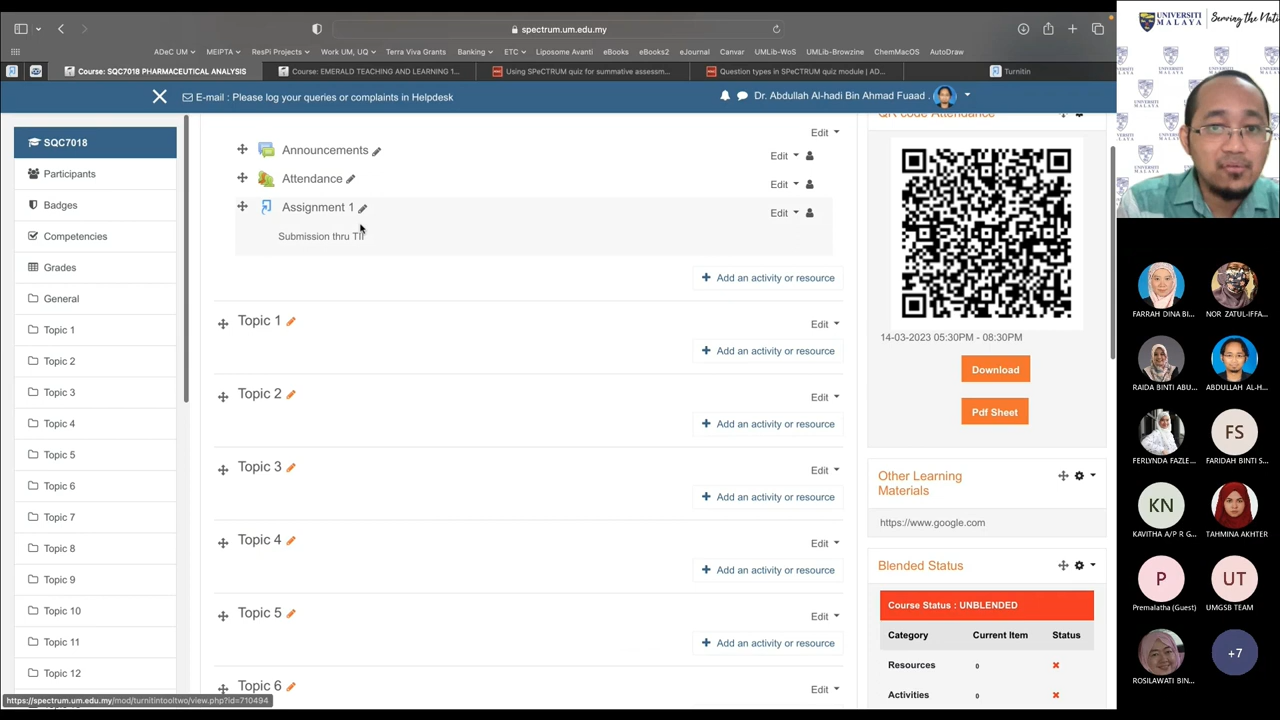 spectrum.um.edu.my
UNIVERSITI
MALAYA
Serving the Nati
ADeC UM
MEIPTA
ResPi Projects
Work UM, UQ
Terra Viva Grants
Banking
ETC
Liposome Avanti
eBooks
eBooks2
eJournal
Canvar
UMLib-WoS
UMLib-Browzine
ChemMacOS
AutoDraw
Course: SQC7018 PHARMACEUTICAL ANALYSIS
Course: EMERALD TEACHING AND LEARNING 1...
Using SPeCTRUM quiz for summative assessm...
Question types in SPeCTRUM quiz module | AD...
Turnitin
E-mail : Please log your queries or complaints in Helpdesk
Dr. Abdullah Al-hadi Bin Ahmad Fuaad .
SQC7018
Participants
Badges
Competencies
Grades
General
Topic 1
Topic 2
Topic 3
Topic 4
Topic 5
Topic 6
Topic 7
Topic 8
Topic 9
Topic 10
Topic 11
Topic 12
Edit
Announcements
Edit
Attendance
Edit
Assignment 1
Edit
Submission thru TII
+ Add an activity or resource
Topic 1
Edit
+ Add an activity or resource
Topic 2
Edit
+ Add an activity or resource
Topic 3
Edit
+ Add an activity or resource
Topic 4
Edit
+ Add an activity or resource
Topic 5
Edit
+ Add an activity or resource
Topic 6
Edit
QR code Attendance
14-03-2023 05:30PM - 08:30PM
Download
Pdf Sheet
Other Learning
Materials
https://www.google.com
Blended Status
Course Status : UNBLENDED
Category Current Item Status
Resources 0
Activities 0
https://spectrum.um.edu.my/mod/turnitintooltwo/view.php?id=710494
FARRAH DINA BI...
NOR ZATUL-IFFA...
RAIDA BINTI ABU...
ABDULLAH AL-H...
FS
FERLYNDA FAZLE...
FARIDAH BINTI S...
KN
KAVITHA A/P R G...
TAHMINA AKHTER
P
UT
Premalatha (Guest)
UMGSB TEAM
+7
ROSILAWATI BIN...